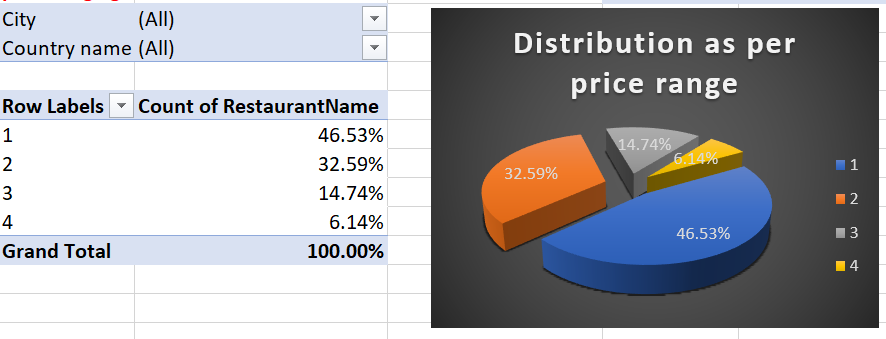 City (All)
Country name (All)
Row Labels Count of RestaurantName
1 46.53%
2 32.59%
3 14.74%
4 6.14%
Grand Total 100.00%
Distribution as per
price range
14.74%
6.14%
32.59%
46.53%
1
2
3
4